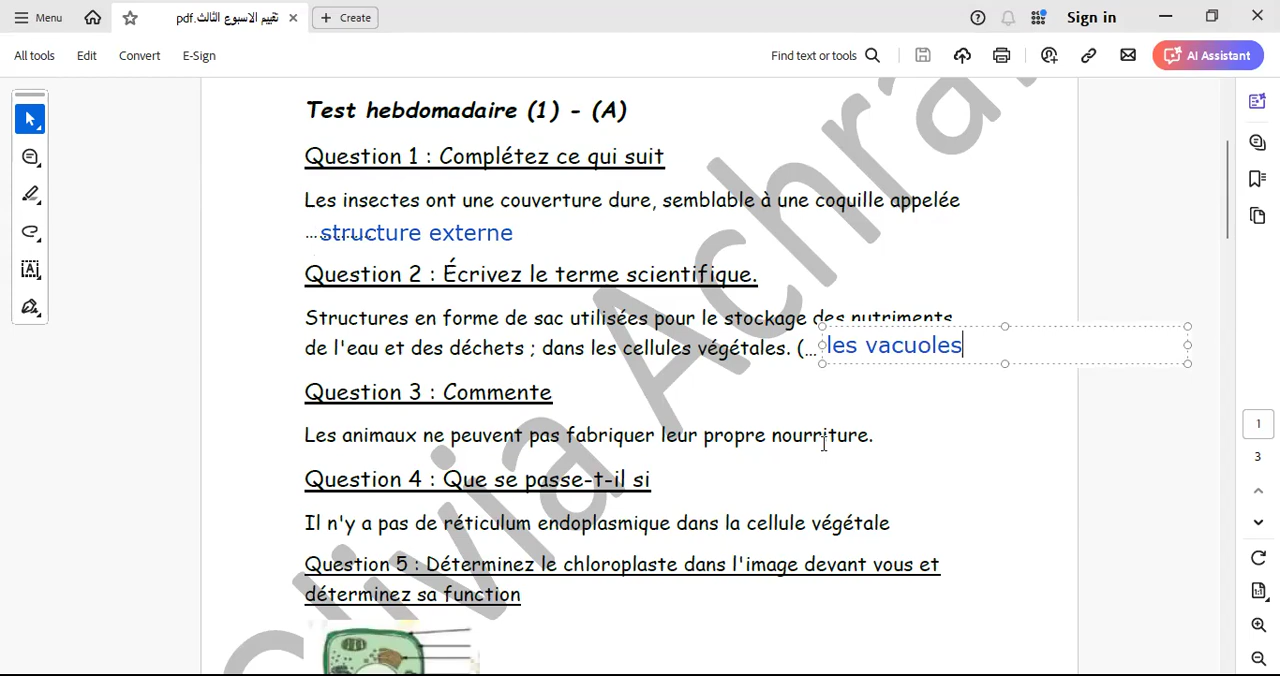 Menu
تقييم الاسبوع الثالث.pdf
Create
Sign in
All tools Edit Convert E-Sign
Find text or tools
AI Assistant
Test hebdomadaire (1) - (A)
Question 1 : Complétez ce qui suit
Les insectes ont une couverture dure, semblable à une coquille appelée
...structure externe
Question 2 : Écrivez le terme scientifique.
Structures en forme de sac utilisées pour le stockage des nutriments
de l'eau et des déchets ; dans les cellules végétales. (... les vacuoles
Question 3 : Commente
Les animaux ne peuvent pas fabriquer leur propre nourriture.
Question 4 : Que se passe-t-il si
Il n'y a pas de réticulum endoplasmique dans la cellule végétale
Question 5 : Déterminez le chloroplaste dans l'image devant vous et
déterminez sa function
1
3
Olivia Achra